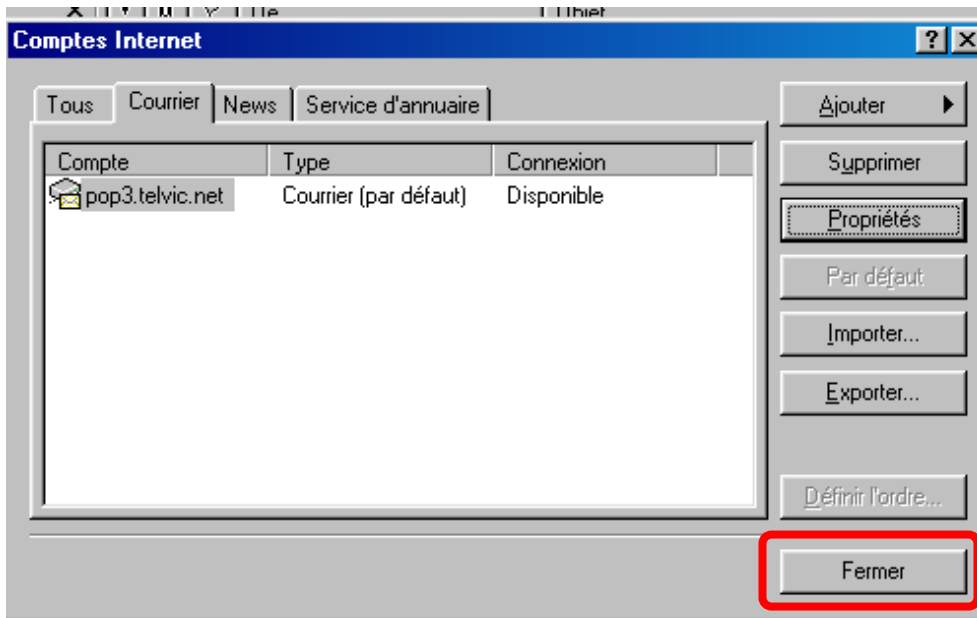 Comptes Internet
Tous Courrier News Service d'annuaire
Ajouter
Compte Type Connexion
pop3.telvic.net Courrier (par défaut) Disponible
Supprimer
Propriétés
Par défaut
Importer...
Exporter...
Définir l'ordre...
Fermer